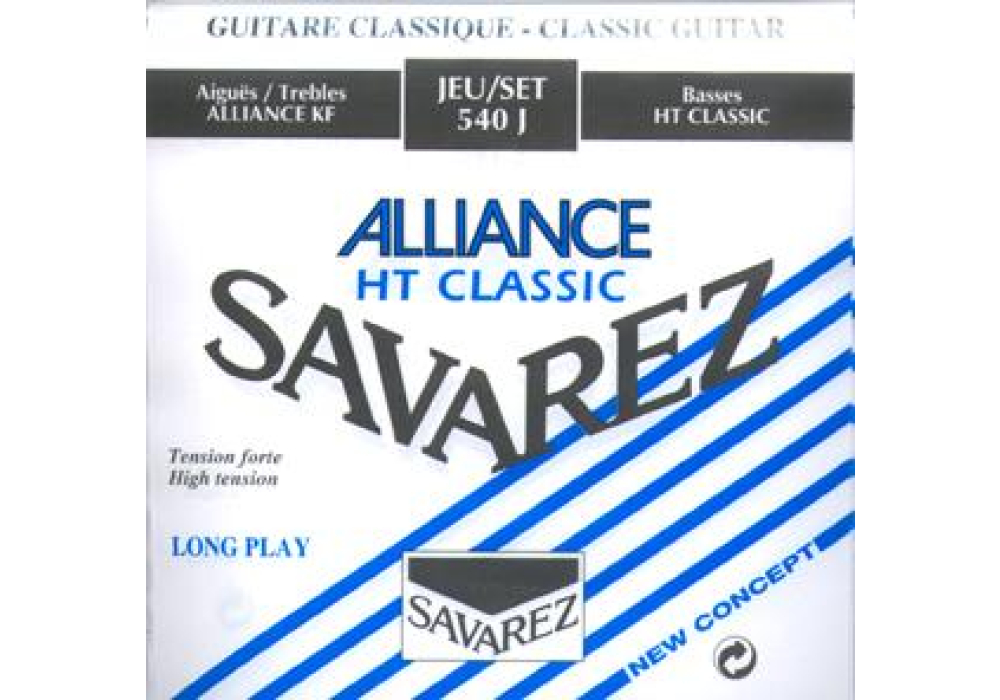 GUITARE CLASSIQUE - CLASSIC GUITAR
Aiguës / Trebles
ALLIANCE KF
JEU/SET
540 J
Basses
HT CLASSIC
ALLIANCE
HT CLASSIC
SAVAREZ
Tension forte
High tension
LONG PLAY
SAVAREZ
NEW CONCEPT!